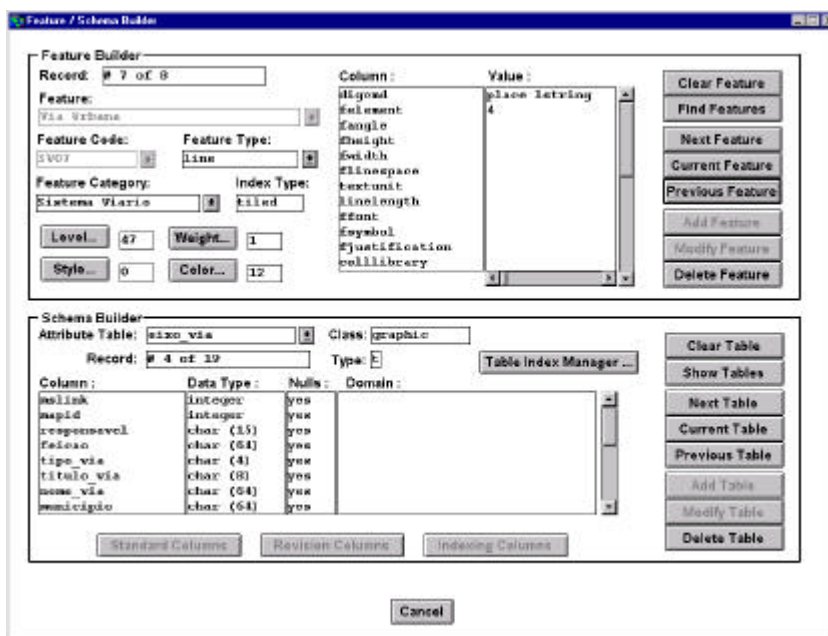 Feature / Schema Builder
Feature Builder
Record: # 7 of 8
Feature:
Via Urbana
Feature Code: Feature Type:
SV07 line
Feature Category: Index Type:
Sistema Viario tiled
Level... 47 Weight... 1
Style... 0 Color... 12
Column : Value :
digcmd place lstring
felement 4
fangle
fheight
fwidth
flinespace
textunit
linelength
ffont
fsymbol
fjustification
celllibrary
Clear Feature
Find Features
Next Feature
Current Feature
Previous Feature
Add Feature
Modify Feature
Delete Feature
Schema Builder
Attribute Table: eixo_via Class: graphic
Record: # 4 of 19 Type: t Table Index Manager ...
Column : Data Type : Nulls : Domain :
mslink integer yes
mapid integer yes
responsavel char (15) yes
feicao char (64) yes
tipo_via char (4) yes
titulo_via char (8) yes
nome_via char (64) yes
municipio char (64) yes
Clear Table
Show Tables
Next Table
Current Table
Previous Table
Add Table
Modify Table
Delete Table
Standard Columns Revision Columns Indexing Columns
Cancel